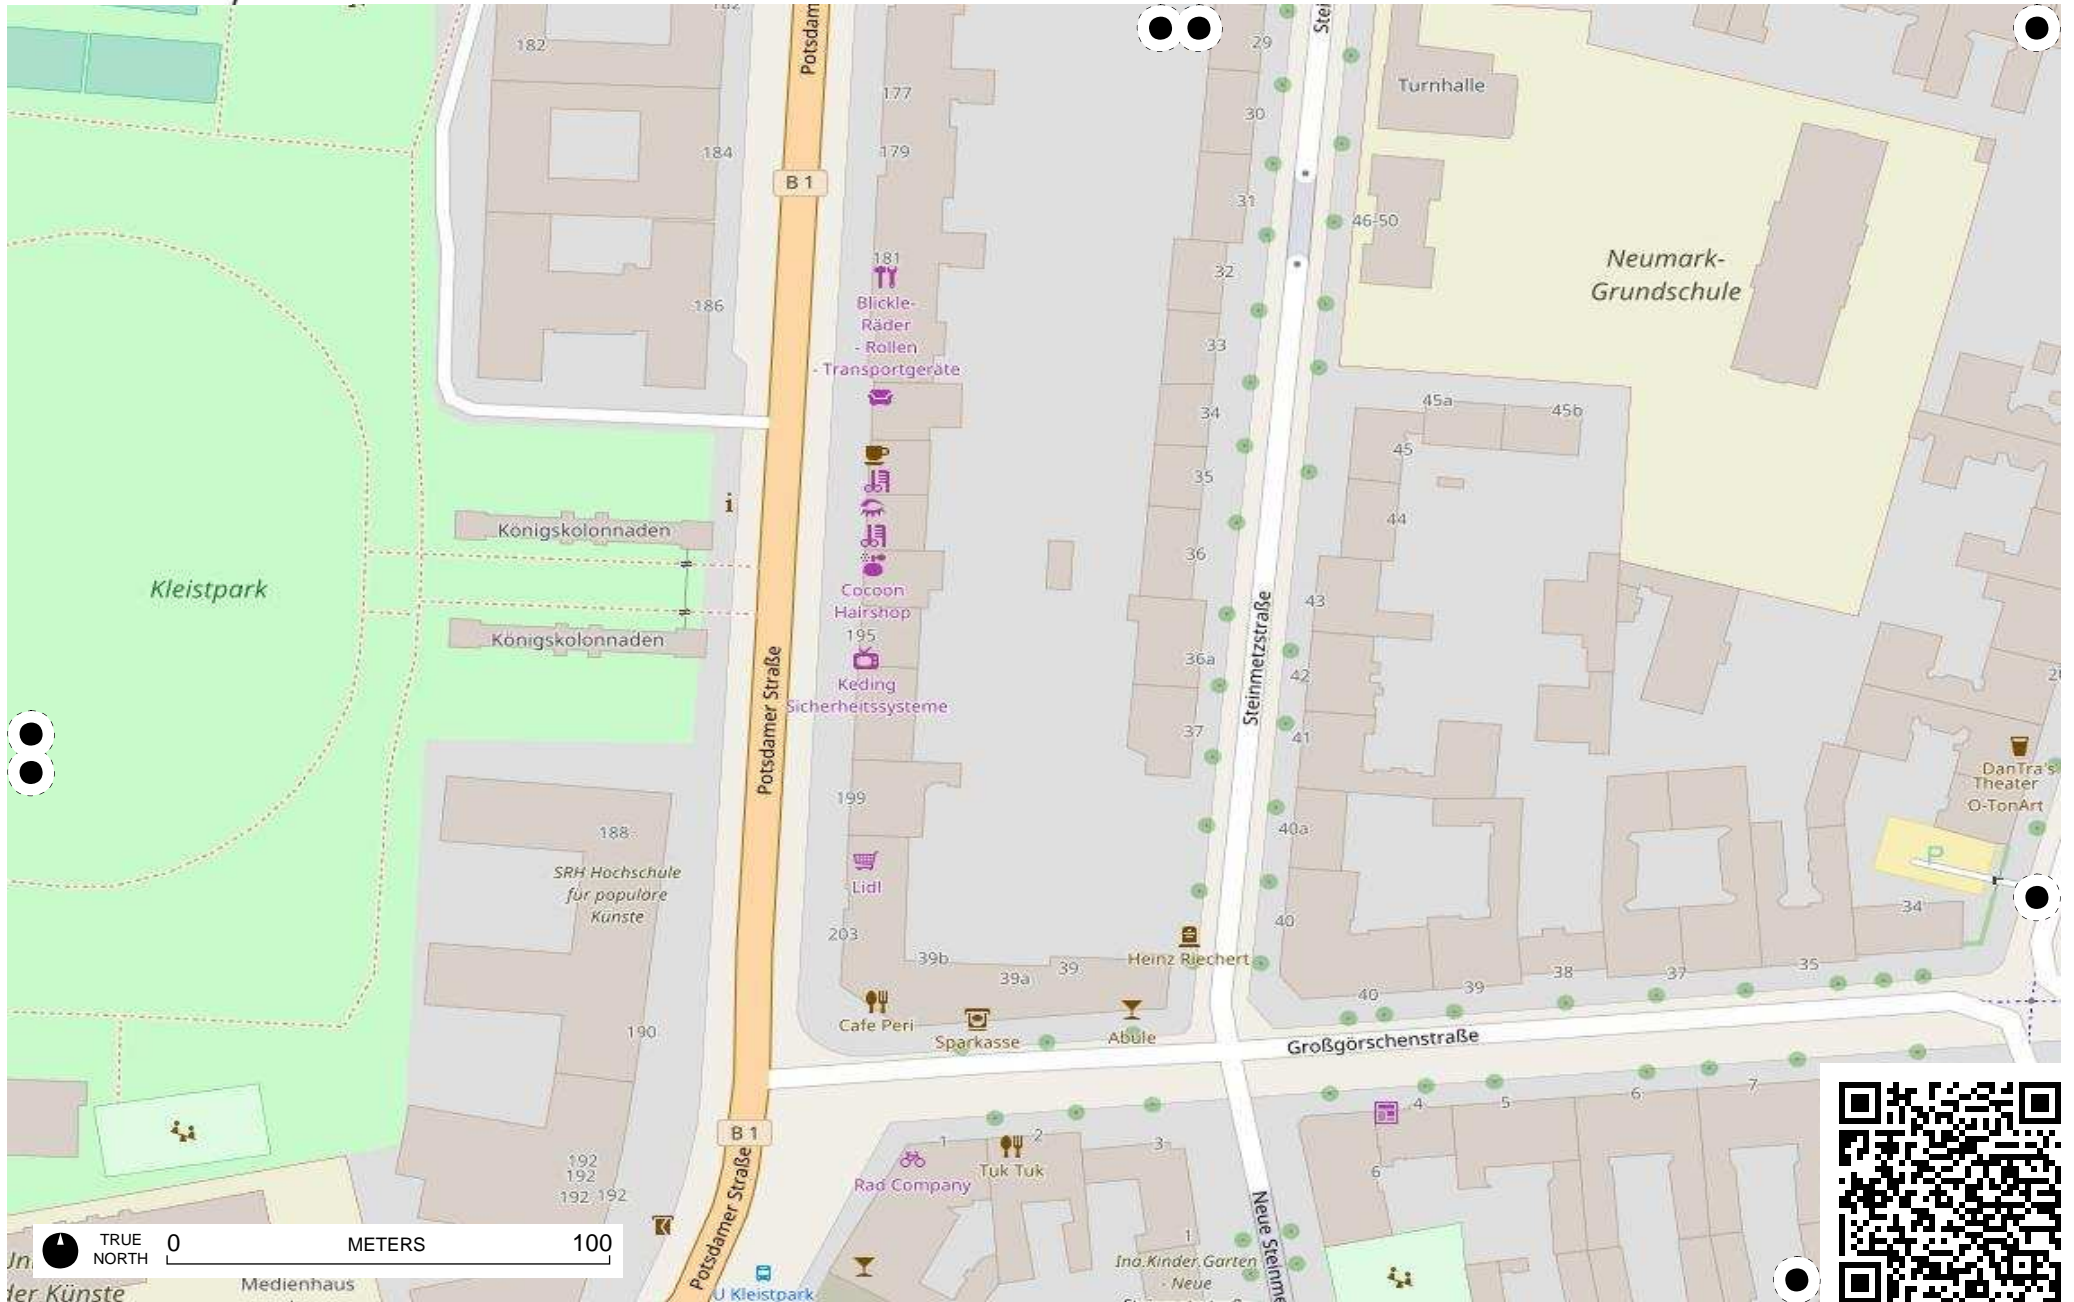 182
Potsdam
29
Turnhalle
177
30
184
179
B 1
31
46-50
181
32
Neumark-
Grundschule
Blickle-
Räder
- Rollen
- Transportgeräte
186
33
34
45a
45b
45
35
44
Königskolonnaden
36
Kleistpark
Cocoon
Hairshop
43
Steinmetzstraße
195
Königskolonnaden
36a
42
Potsdamer Straße
Keding
Sicherheitssysteme
37
41
DanTra's
Theater
O-TonArt
199
188
40a
P
SRH Hochschule
für populäre
Künste
Lidl
34
203
40
39b
39a
39
Heinz Riechert
35
37
38
39
40
Cafe Peri
Sparkasse
Abule
190
Großgörschenstraße
7
6
5
4
B 1
1
2
3
Tuk Tuk
Rad Company
6
192
192
192 192
Potsdamer Straße
Neue Steinme
1
Ina.Kinder.Garten
- Neue
U Kleistpark
TRUE
NORTH
0
METERS
100
der Künste
Medienhaus